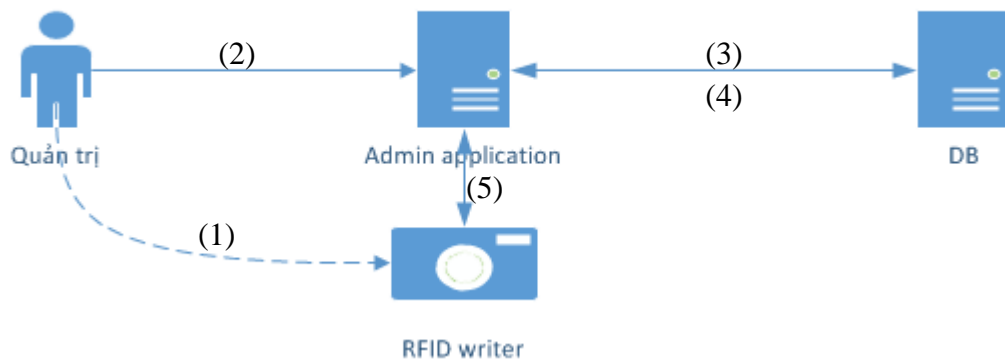 (2)
(3)
(4)
Quản trị
Admin application
DB
(5)
(1)
RFID writer